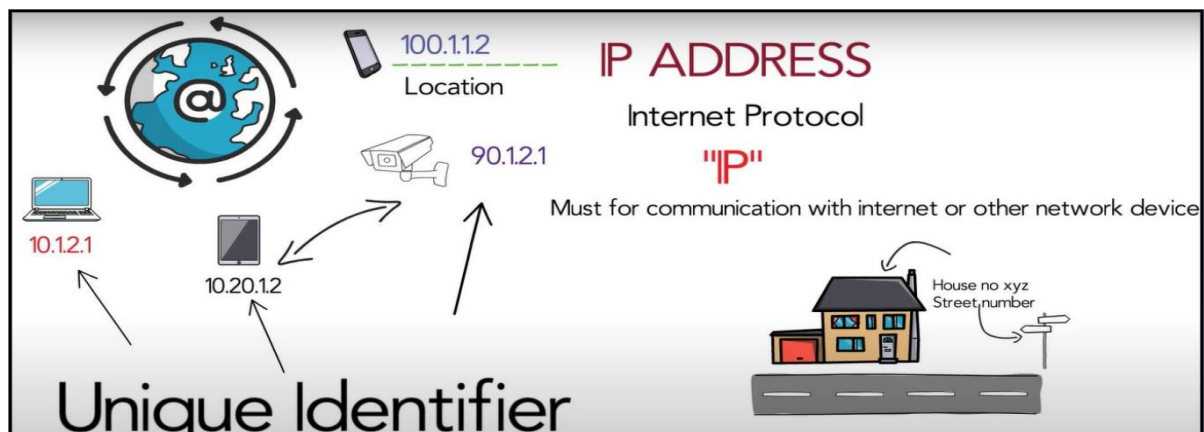 100.1.1.2
Location
IP ADDRESS
Internet Protocol
"IP"
Must for communication with internet or other network device
@
90.1.2.1
10.1.2.1
10.20.1.2
House no xyz
Street number
Unique Identifier